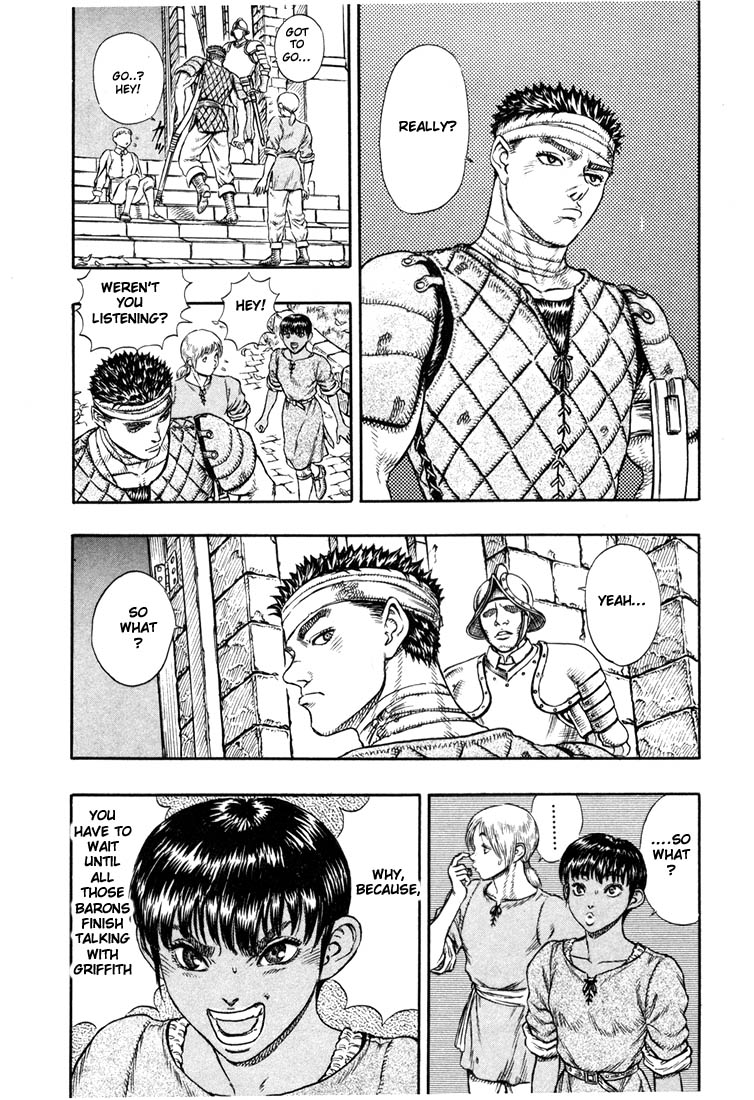 REALLY?
GOT
TO
GO...
GO..?
HEY!
HEY!
WEREN'T
YOU
LISTENING?
YEAH...
SO
WHAT
?
....SO
WHAT
?
........
WHY,
BECAUSE,
YOU
HAVE TO
WAIT
UNTIL
ALL
THOSE
BARONS
FINISH
TALKING
WITH
GRIFFITH